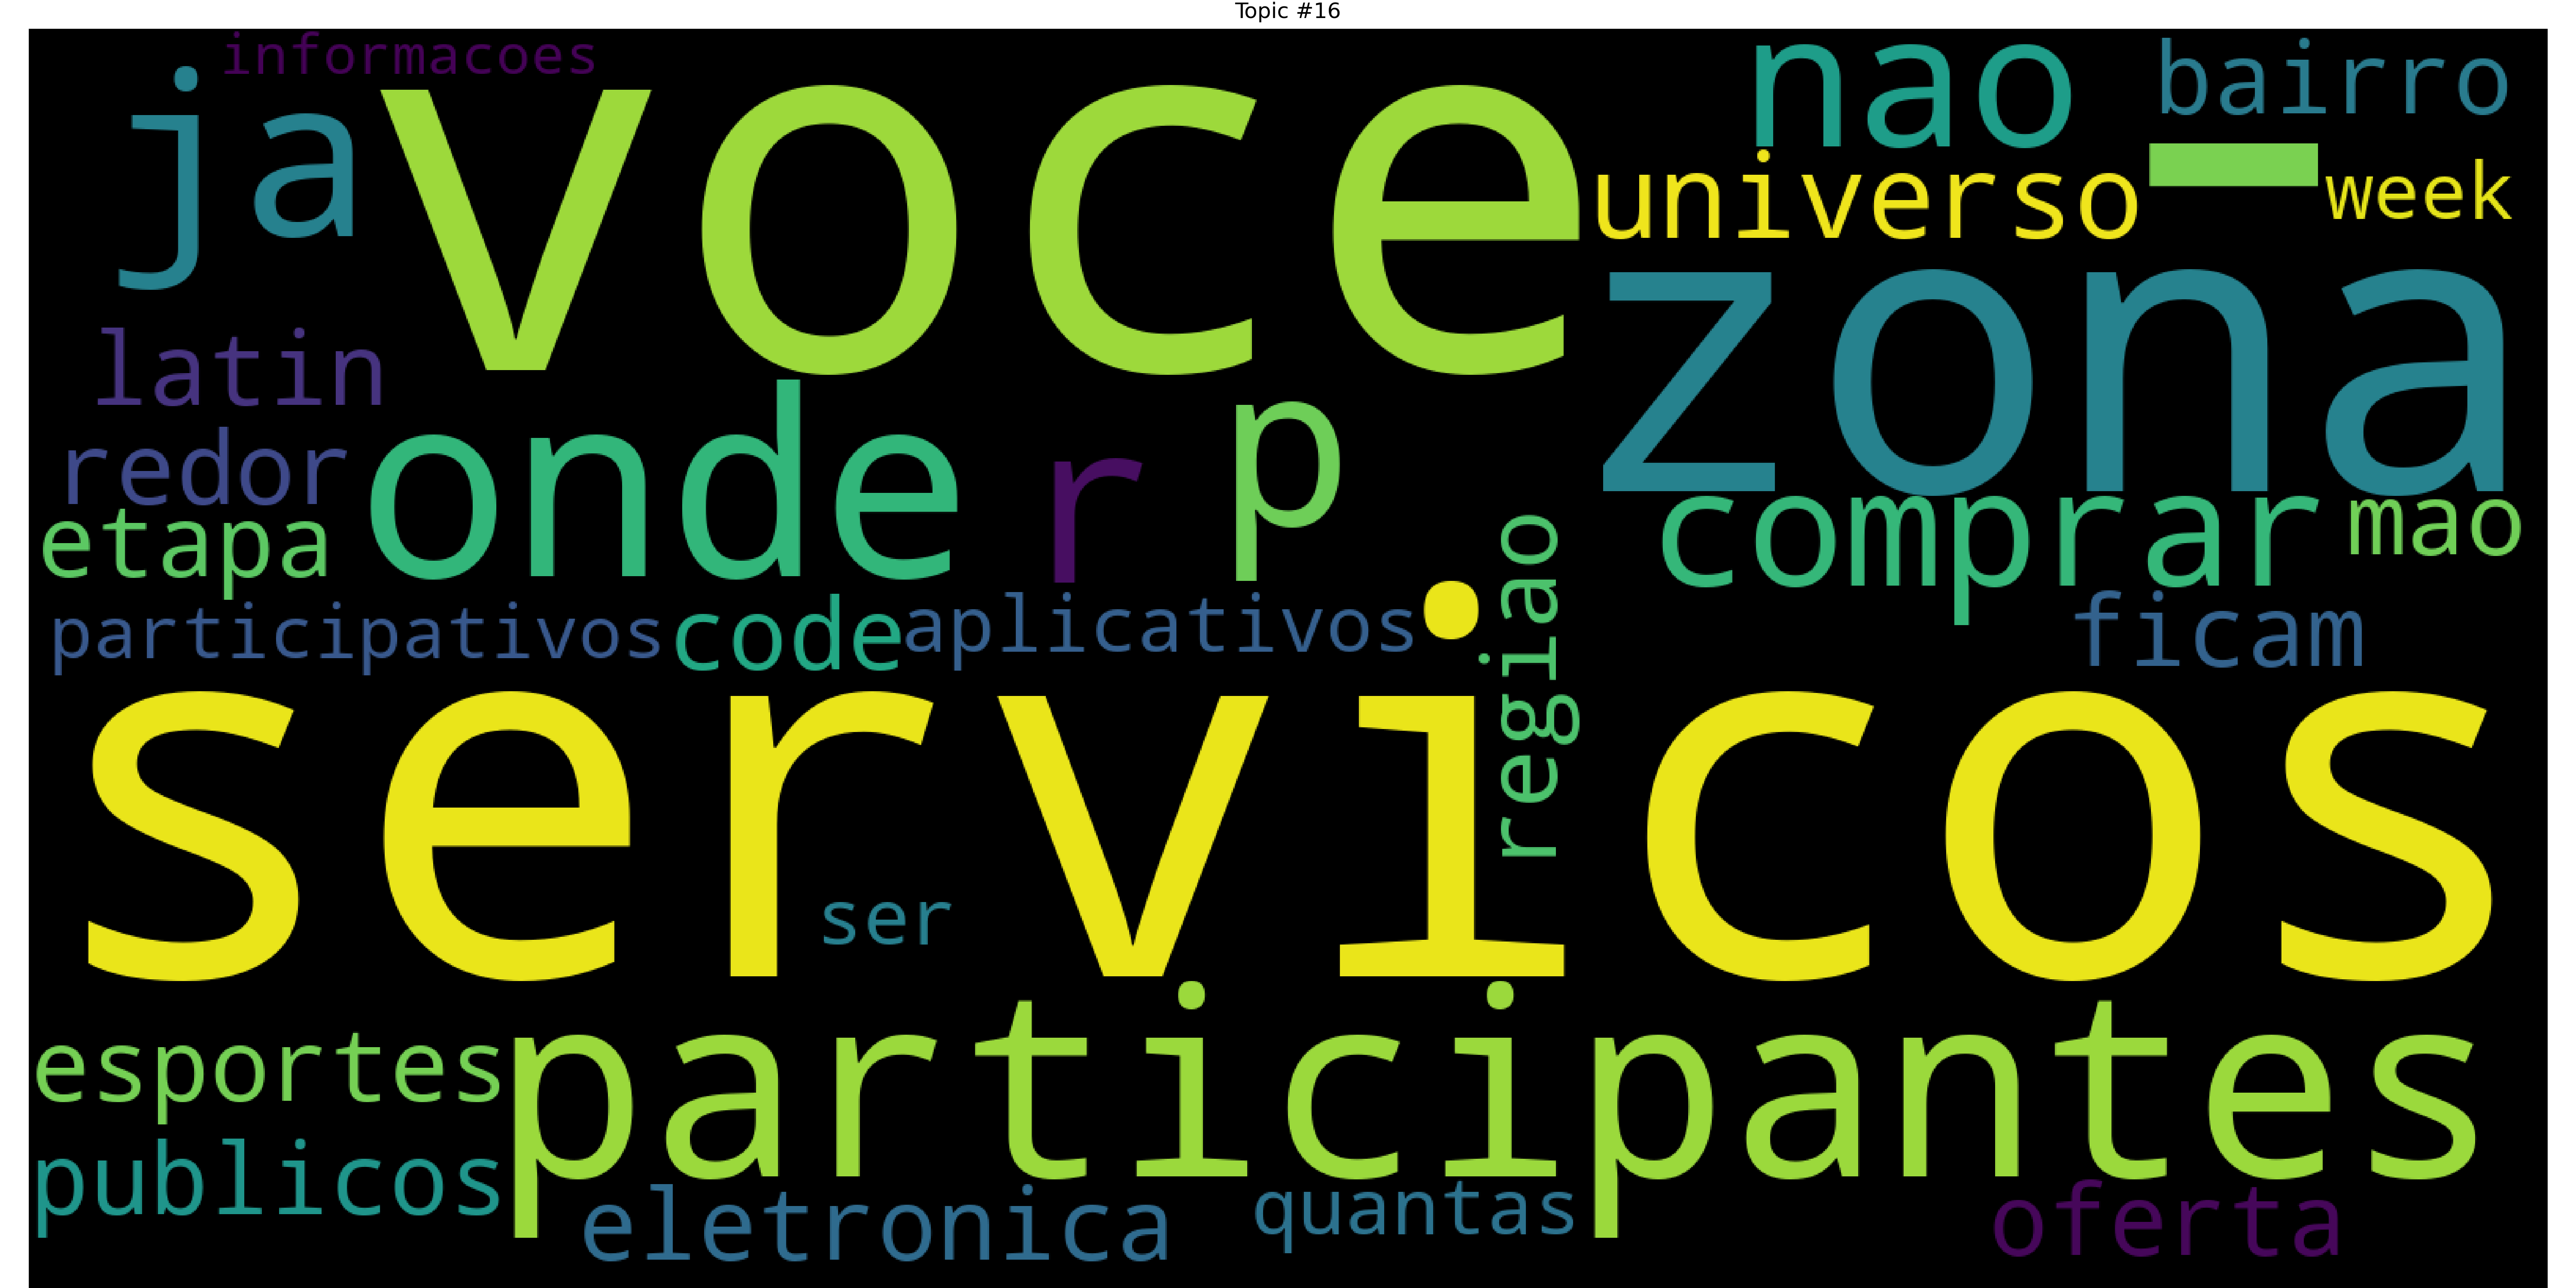 Topic #16
informacoes
ja
voce
nao
bairro
universo
–
week
zona
latin
redor
onde
r
p
comprar
mao
etapa
participativos
code
aplicativos
regiao
ficam
servicos
ser
esportes
participantes
publicos
eletronica
quantas
oferta